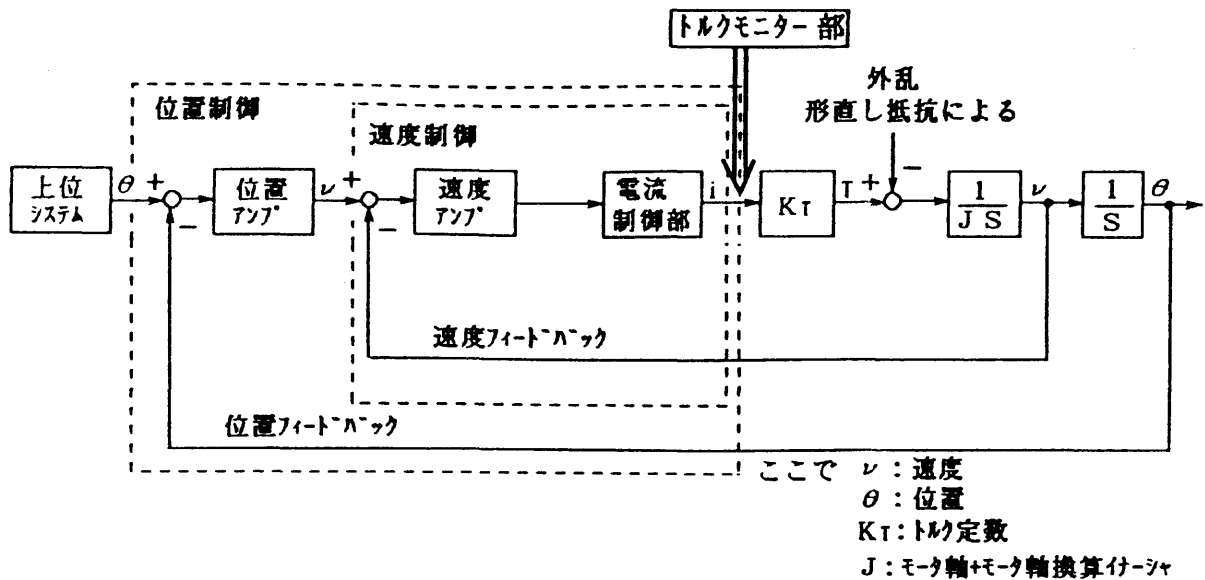 トルクモニター部
外乱
形直し抵抗による
位置制御
速度制御
上位
システム
θ
+
−
位置
アンプ
ν
+
−
速度
アンプ
電流
制御部
i
KT
T
+
−
1
JS
ν
1
S
θ
速度フィードバック
位置フィードバック
ここで ν：速度
θ：位置
KT：トルク定数
J：モータ軸+モータ軸換算イナーシャ